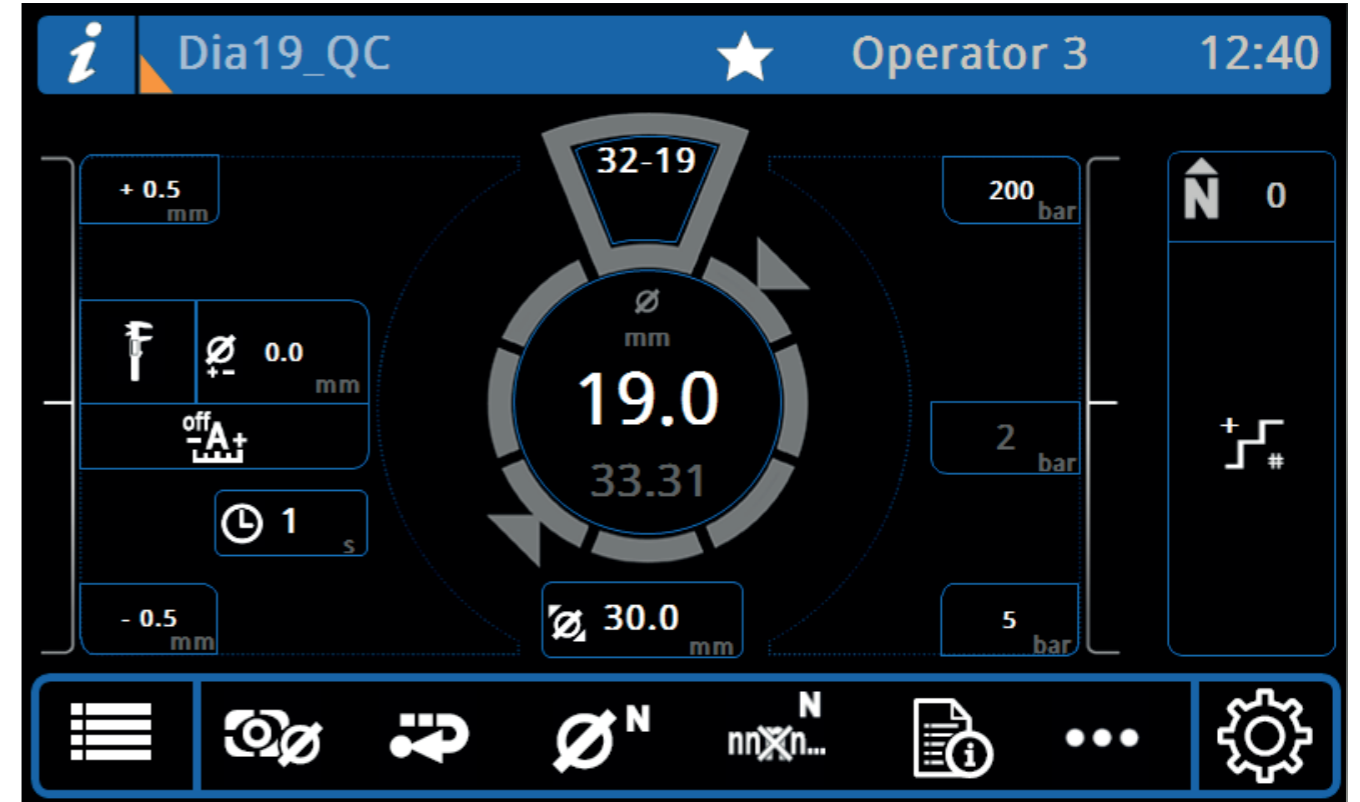 i Dia19_QC Operator 3 12:40
32-19
+ 0.5 mm
200 bar
N 0
ø
mm
19.0
33.31
ø +- 0.0 mm
off
-A+
2 bar
+ #
1 s
- 0.5 mm
ø 30.0 mm
5 bar
ø N
N
nnXn...
i